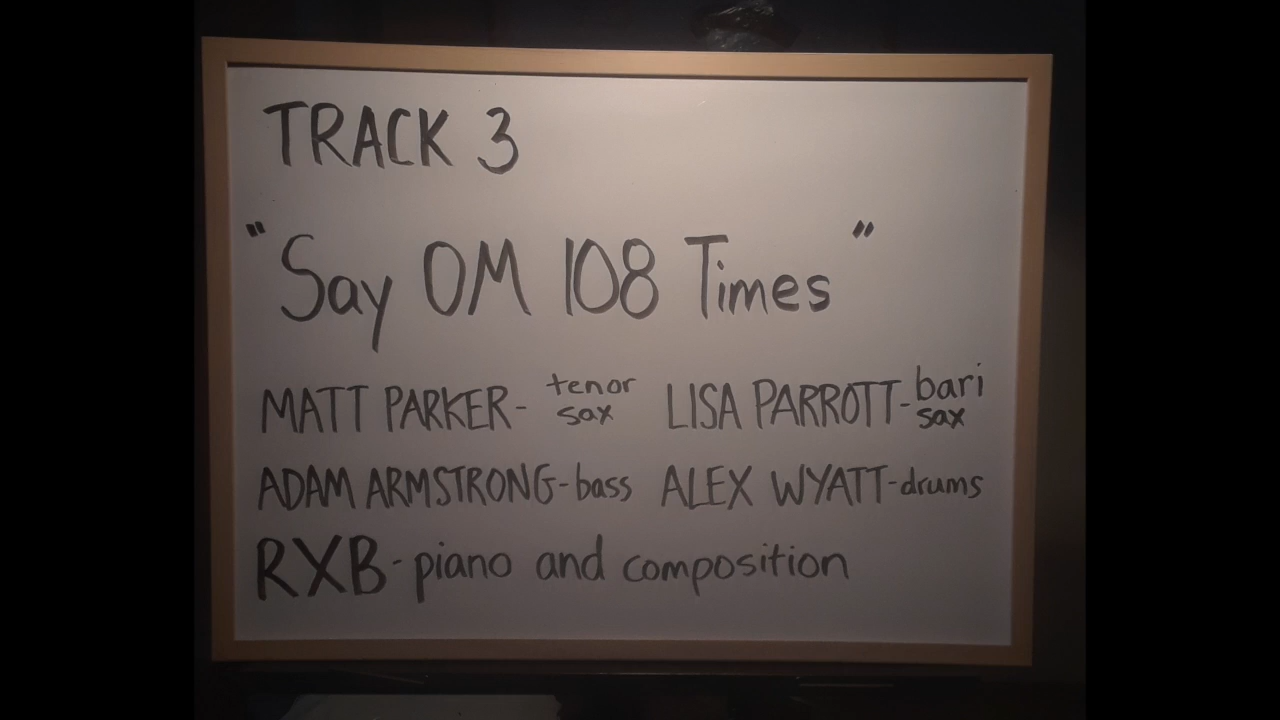 TRACK 3
"Say OM 108 Times"
MATT PARKER- tenor sax LISA PARROTT- bari sax
ADAM ARMSTRONG-bass ALEX WYATT-drums
RXB-piano and composition